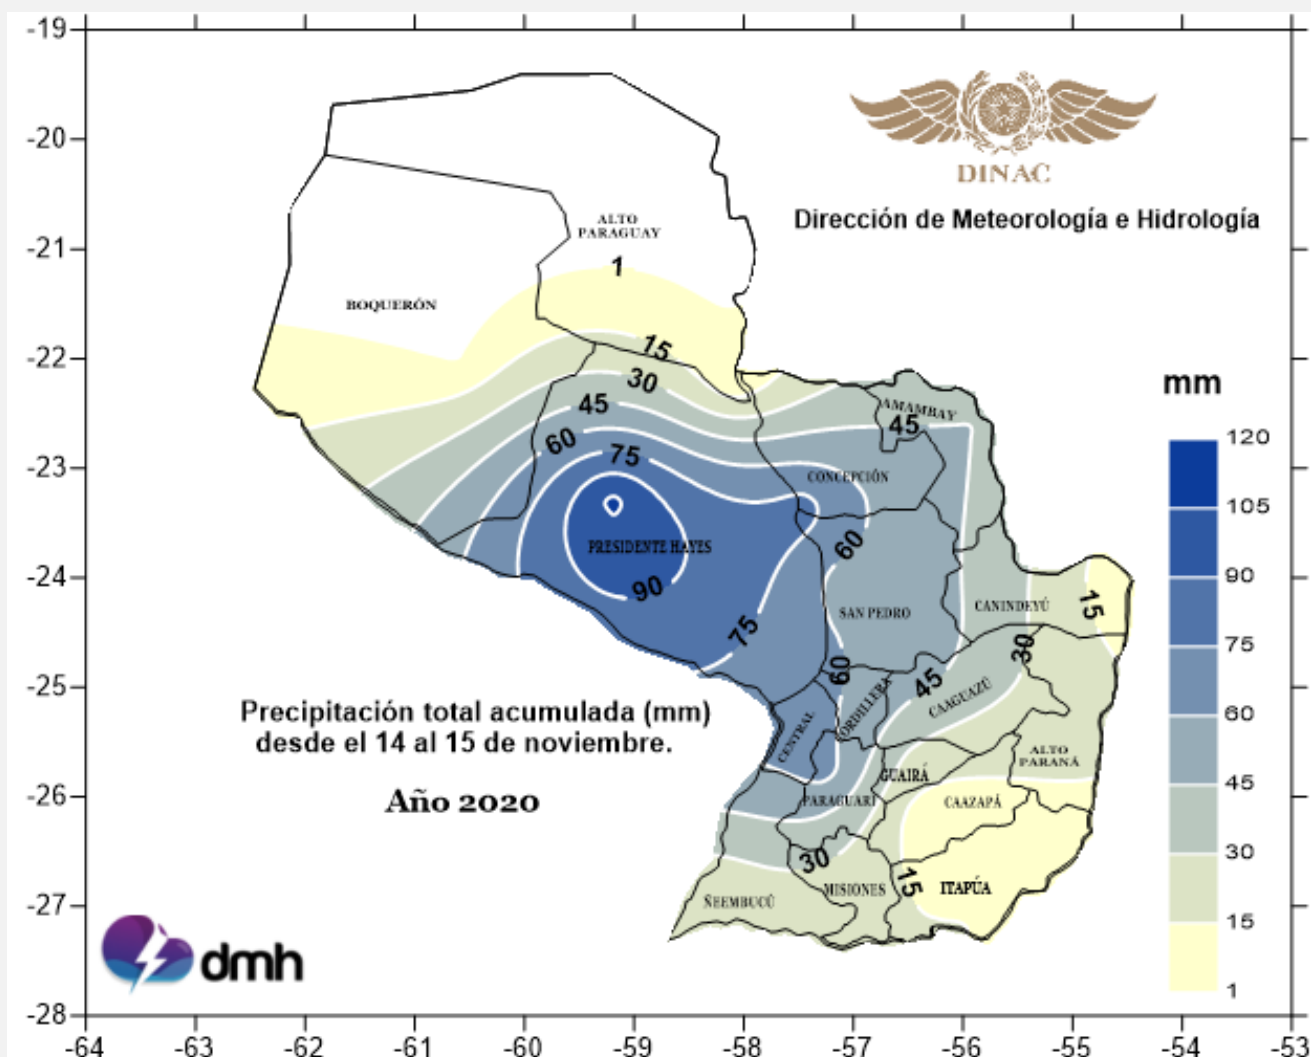 -19
-20
-21
-22
-23
-24
-25
-26
-27
-28
-64
-63
-62
-61
-60
-59
-58
-57
-56
-55
-54
-53
DINAC
Dirección de Meteorología e Hidrología
ALTO
PARAGUAY
1
BOQUERÓN
15
30
45
60
75
AMAMBAY
45
CONCEPCIÓN
PRESIDENTE HAYES
90
60
75
SAN PEDRO
CANINDEYÚ
15
30
60
45
CAAGUAZÚ
CENTRAL
ORDILLERA
GUAIRÁ
ALTO
PARANÁ
PARAGUARÍ
CAAZAPÁ
30
MISIONES
15
ITAPÚA
ÑEEMBUCÚ
Precipitación total acumulada (mm)
desde el 14 al 15 de noviembre.
Año 2020
mm
120
105
90
75
60
45
30
15
1
dmh